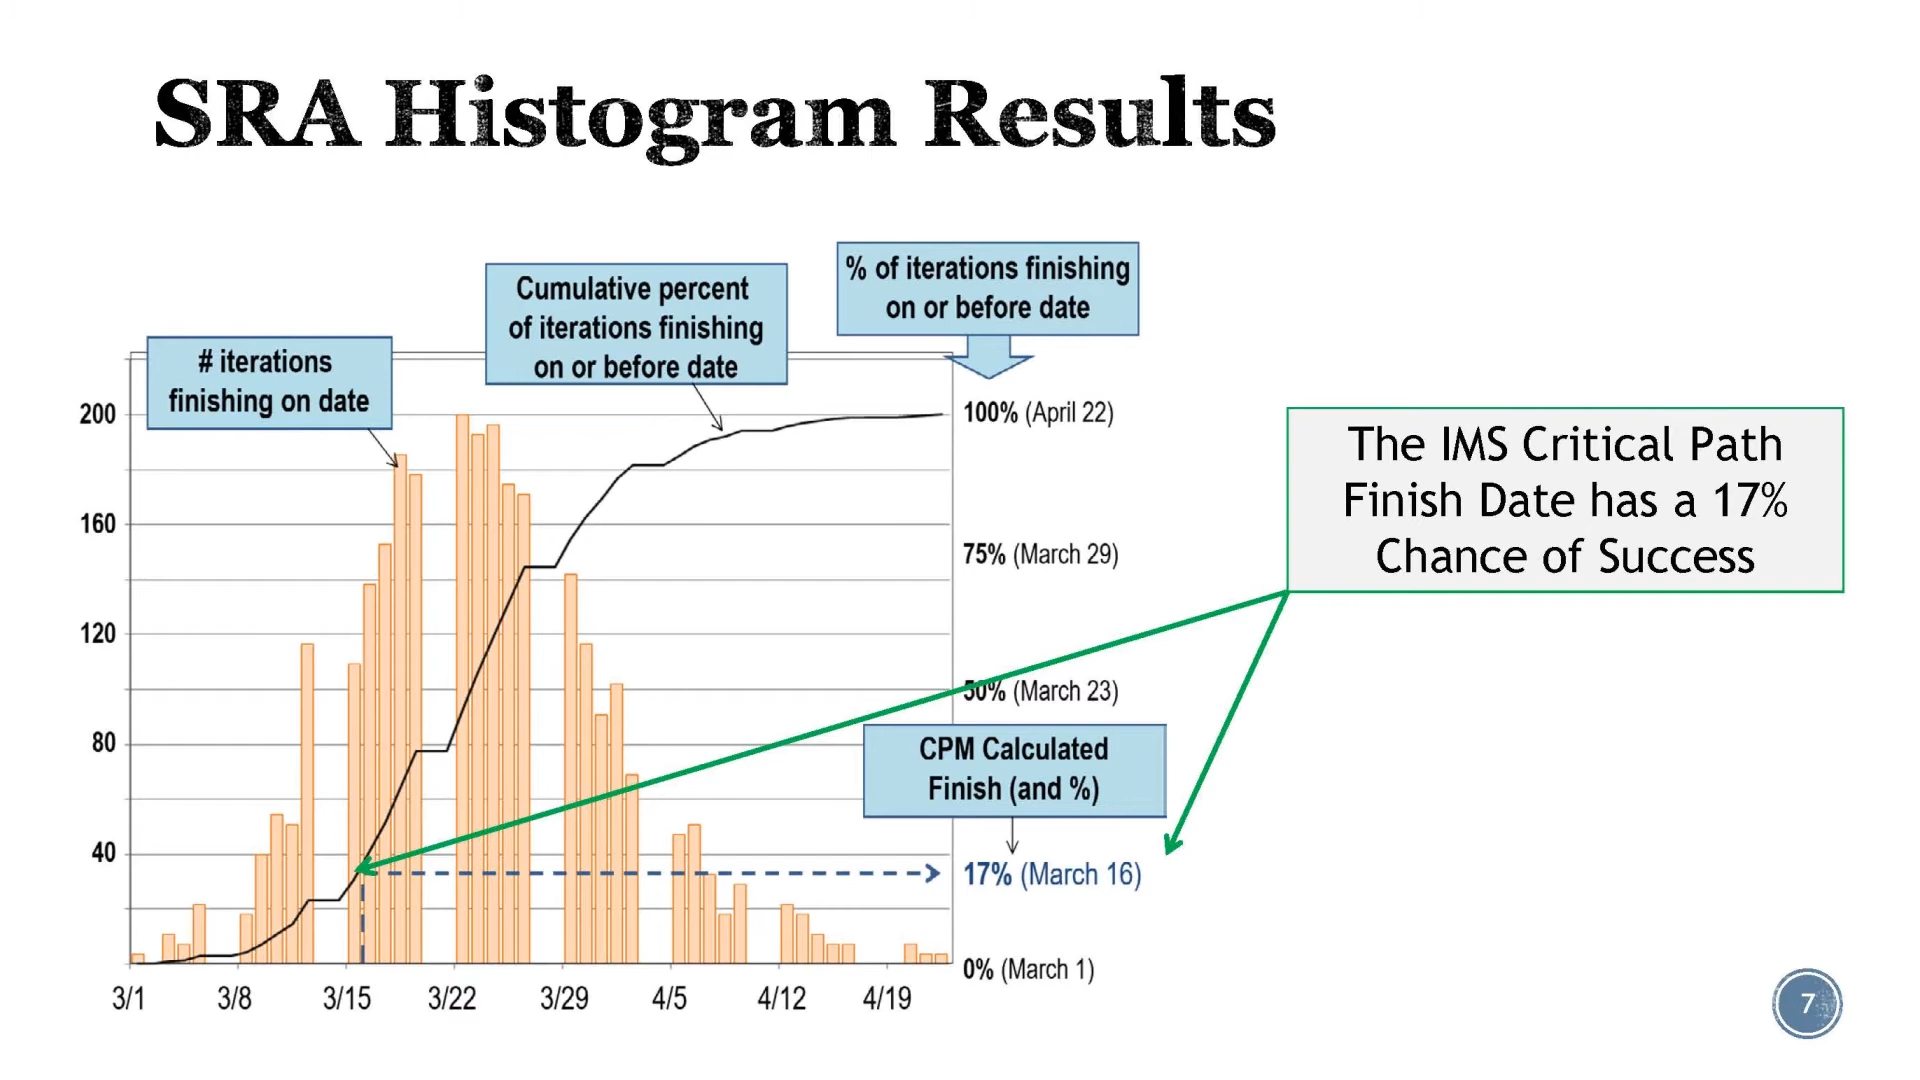 SRA Histogram Results
% of iterations finishing
on or before date
Cumulative percent
of iterations finishing
on or before date
# iterations
finishing on date
200
160
120
80
40
100% (April 22)
75% (March 29)
50% (March 23)
CPM Calculated
Finish (and %)
17% (March 16)
0% (March 1)
3/1
3/8
3/15
3/22
3/29
4/5
4/12
4/19
The IMS Critical Path
Finish Date has a 17%
Chance of Success
7